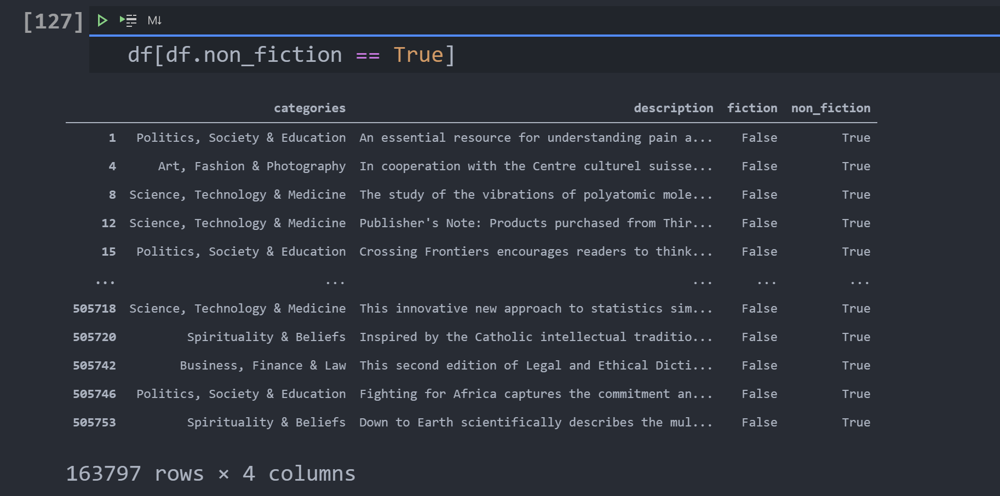 [127] M↓
df[df.non_fiction == True]
categories description fiction non_fiction
1 Politics, Society & Education An essential resource for understanding pain a... False True
4 Art, Fashion & Photography In cooperation with the Centre culturel suisse... False True
8 Science, Technology & Medicine The study of the vibrations of polyatomic mole... False True
12 Science, Technology & Medicine Publisher's Note: Products purchased from Thir... False True
15 Politics, Society & Education Crossing Frontiers encourages readers to think... False True
... ... ... ... ...
505718 Science, Technology & Medicine This innovative new approach to statistics sim... False True
505720 Spirituality & Beliefs Inspired by the Catholic intellectual traditio... False True
505742 Business, Finance & Law This second edition of Legal and Ethical Dicti... False True
505746 Politics, Society & Education Fighting for Africa captures the commitment an... False True
505753 Spirituality & Beliefs Down to Earth scientifically describes the mul... False True
163797 rows × 4 columns